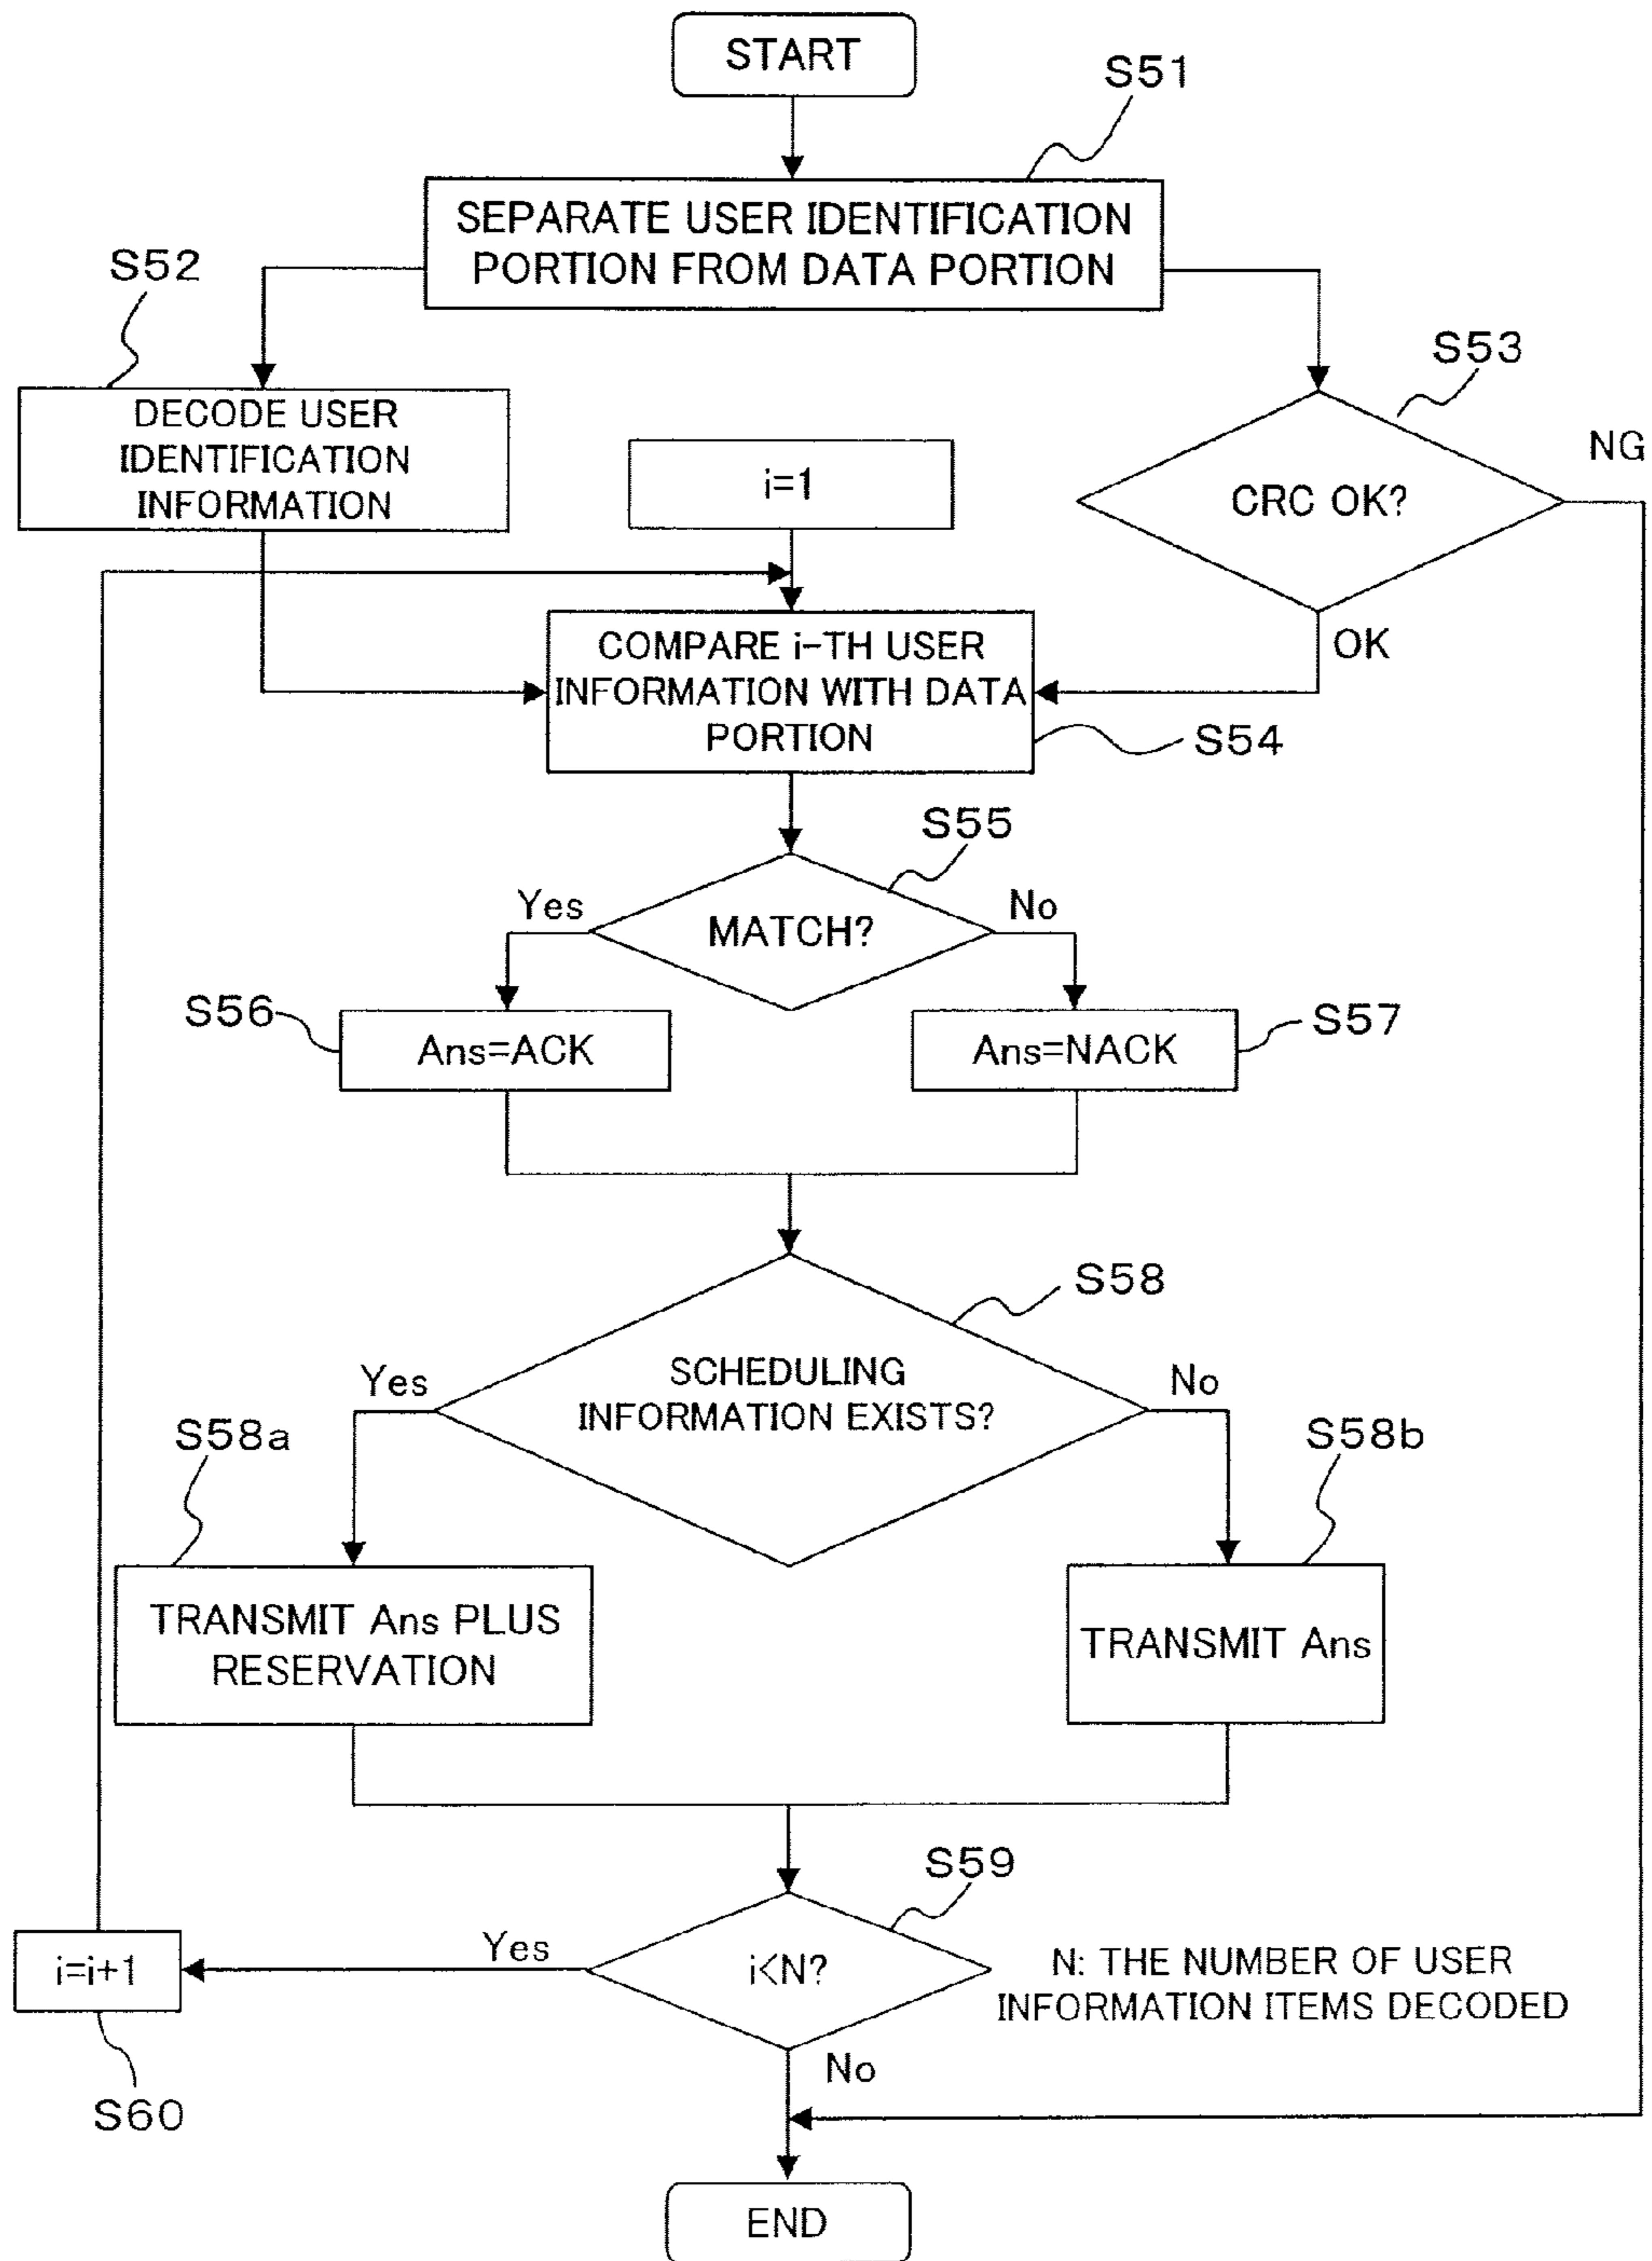 START
S51
SEPARATE USER IDENTIFICATION
PORTION FROM DATA PORTION
S52
S53
DECODE USER
IDENTIFICATION
INFORMATION
i=1
CRC OK?
NG
OK
COMPARE i-TH USER
INFORMATION WITH DATA
PORTION
S54
S55
Yes
No
MATCH?
S56
Ans=ACK
Ans=NACK
S57
S58
Yes
No
SCHEDULING
INFORMATION EXISTS?
S58a
S58b
TRANSMIT Ans PLUS
RESERVATION
TRANSMIT Ans
S59
i=i+1
Yes
i<N?
N: THE NUMBER OF USER
INFORMATION ITEMS DECODED
No
S60
END